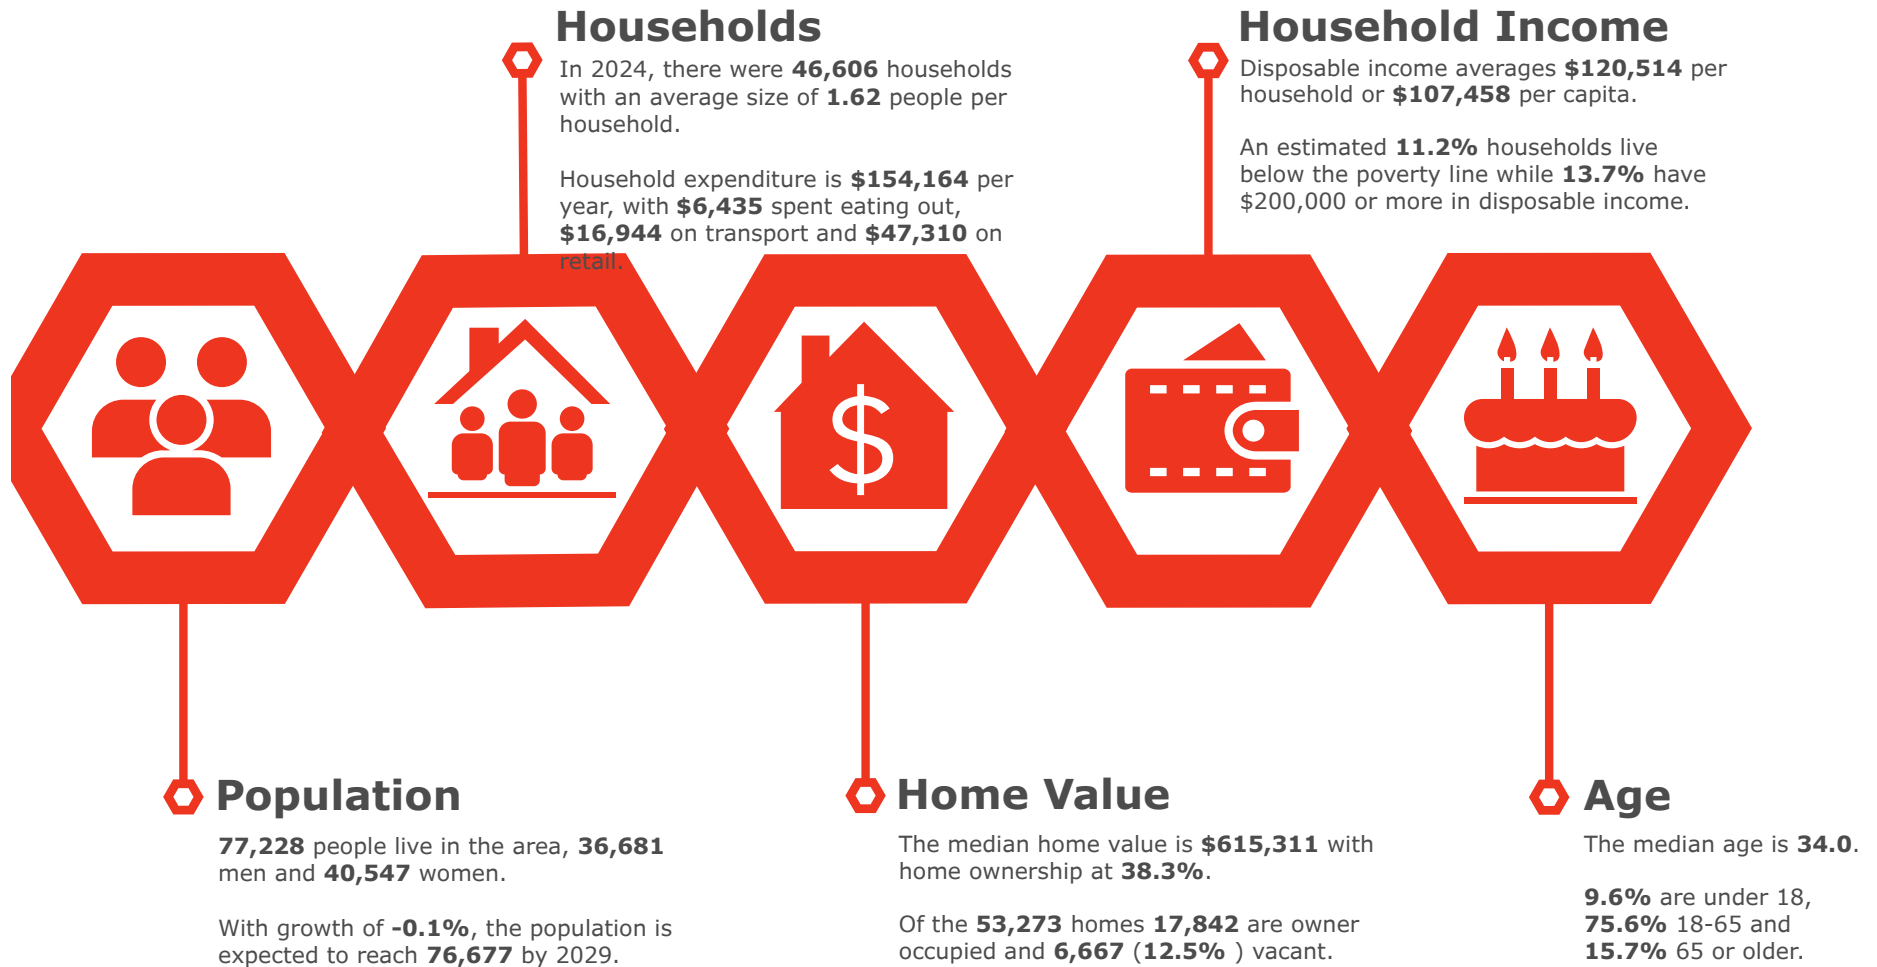 Households
In 2024, there were 46,606 households
with an average size of 1.62 people per
household.
Household expenditure is $154,164 per
year, with $6,435 spent eating out,
$16,944 on transport and $47,310 on
retail.
Household Income
Disposable income averages $120,514 per
household or $107,458 per capita.
An estimated 11.2% households live
below the poverty line while 13.7% have
$200,000 or more in disposable income.
$
Population
77,228 people live in the area, 36,681
men and 40,547 women.
With growth of -0.1%, the population is
expected to reach 76,677 by 2029.
Home Value
The median home value is $615,311 with
home ownership at 38.3%.
Of the 53,273 homes 17,842 are owner
occupied and 6,667 (12.5% ) vacant.
Age
The median age is 34.0.
9.6% are under 18,
75.6% 18-65 and
15.7% 65 or older.